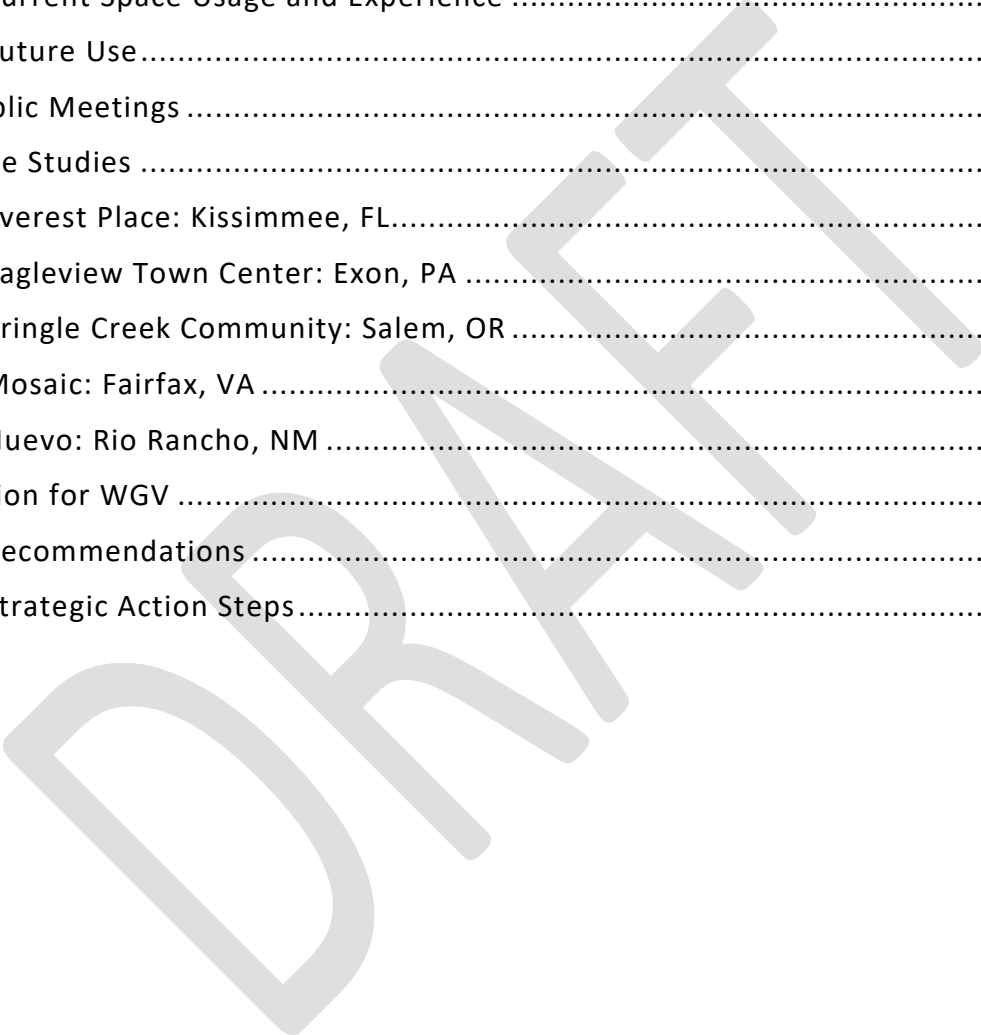 urrent Space Usage and Experience ........................................................
uture Use ........................................................
blic Meetings ........................................................
e Studies ........................................................
verest Place: Kissimmee, FL ........................................................
agleview Town Center: Exon, PA ........................................................
ringle Creek Community: Salem, OR ........................................................
Mosaic: Fairfax, VA ........................................................
Nuevo: Rio Rancho, NM ........................................................
ion for WGV ........................................................
ecommendations ........................................................
trategic Action Steps ........................................................
DRAFT